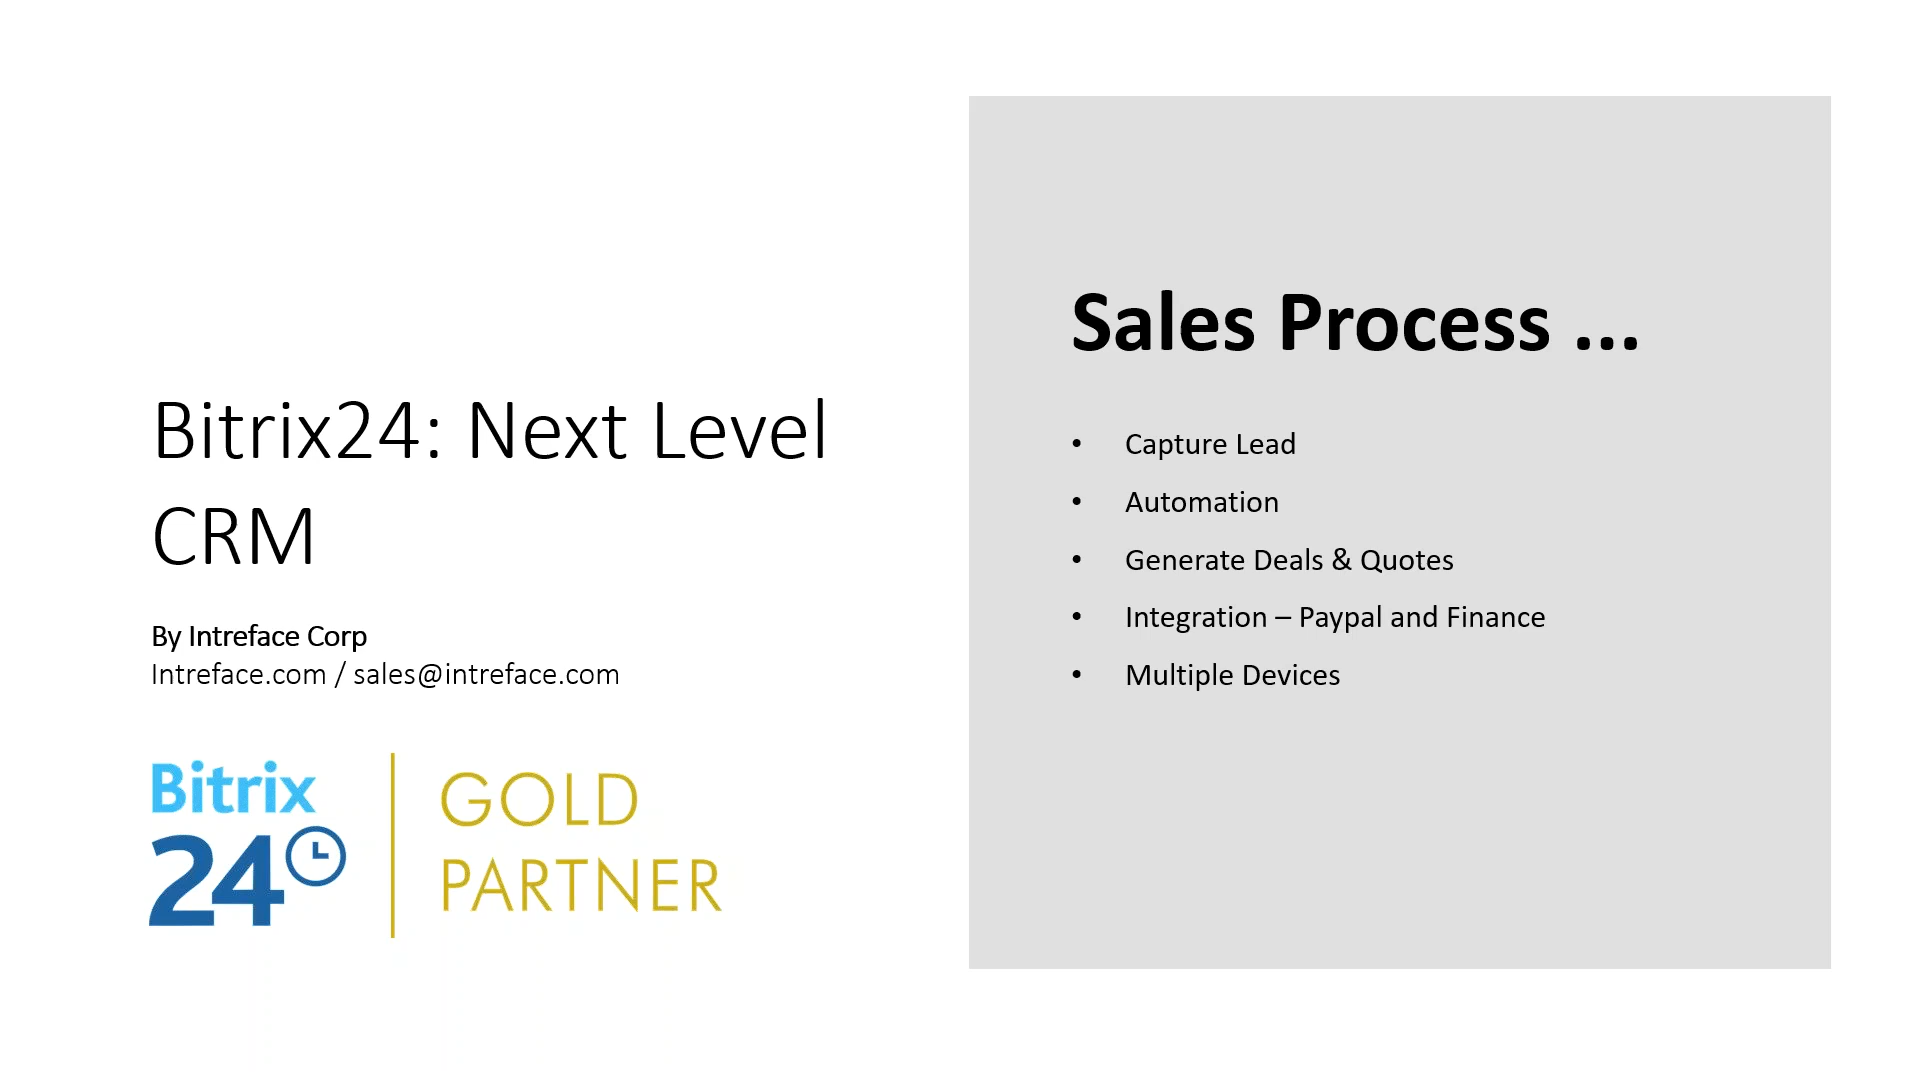 Bitrix24: Next Level
CRM
By Intreface Corp
Intreface.com / sales@intreface.com
Bitrix
24
GOLD
PARTNER
Sales Process ...
• Capture Lead
• Automation
• Generate Deals & Quotes
• Integration – Paypal and Finance
• Multiple Devices